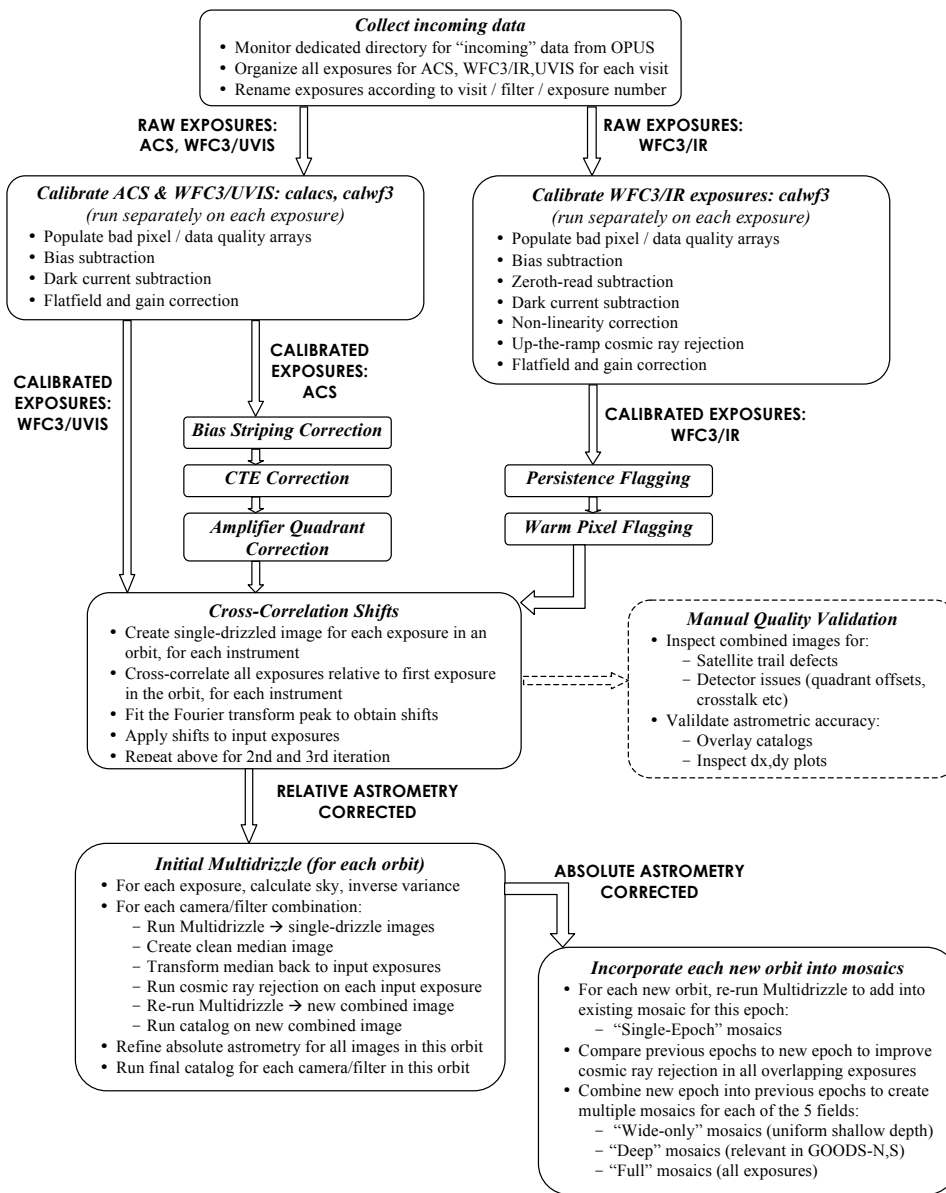 Collect incoming data
• Monitor dedicated directory for “incoming” data from OPUS
• Organize all exposures for ACS, WFC3/IR,UVIS for each visit
• Rename exposures according to visit / filter / exposure number
RAW EXPOSURES:
ACS, WFC3/UVIS
RAW EXPOSURES:
WFC3/IR
Calibrate ACS & WFC3/UVIS: calacs, calwf3
(run separately on each exposure)
• Populate bad pixel / data quality arrays
• Bias subtraction
• Dark current subtraction
• Flatfield and gain correction
Calibrate WFC3/IR exposures: calwf3
(run separately on each exposure)
• Populate bad pixel / data quality arrays
• Bias subtraction
• Zeroth-read subtraction
• Dark current subtraction
• Non-linearity correction
• Up-the-ramp cosmic ray rejection
• Flatfield and gain correction
CALIBRATED
EXPOSURES:
WFC3/UVIS
CALIBRATED
EXPOSURES:
ACS
CALIBRATED EXPOSURES:
WFC3/IR
Bias Striping Correction
CTE Correction
Amplifier Quadrant
Correction
Persistence Flagging
Warm Pixel Flagging
Cross-Correlation Shifts
• Create single-drizzled image for each exposure in an
orbit, for each instrument
• Cross-correlate all exposures relative to first exposure
in the orbit, for each instrument
• Fit the Fourier transform peak to obtain shifts
• Apply shifts to input exposures
• Repeat above for 2nd and 3rd iteration
Manual Quality Validation
• Inspect combined images for:
– Satellite trail defects
– Detector issues (quadrant offsets,
crosstalk etc)
• Valildate astrometric accuracy:
– Overlay catalogs
– Inspect dx,dy plots
RELATIVE ASTROMETRY
CORRECTED
Initial Multidrizzle (for each orbit)
• For each exposure, calculate sky, inverse variance
• For each camera/filter combination:
– Run Multidrizzle → single-drizzle images
– Create clean median image
– Transform median back to input exposures
– Run cosmic ray rejection on each input exposure
– Re-run Multidrizzle → new combined image
– Run catalog on new combined image
• Refine absolute astrometry for all images in this orbit
• Run final catalog for each camera/filter in this orbit
ABSOLUTE ASTROMETRY
CORRECTED
Incorporate each new orbit into mosaics
• For each new orbit, re-run Multidrizzle to add into
existing mosaic for this epoch:
– “Single-Epoch” mosaics
• Compare previous epochs to new epoch to improve
cosmic ray rejection in all overlapping exposures
• Combine new epoch into previous epochs to create
multiple mosaics for each of the 5 fields:
– “Wide-only” mosaics (uniform shallow depth)
– “Deep” mosaics (relevant in GOODS-N,S)
– “Full” mosaics (all exposures)